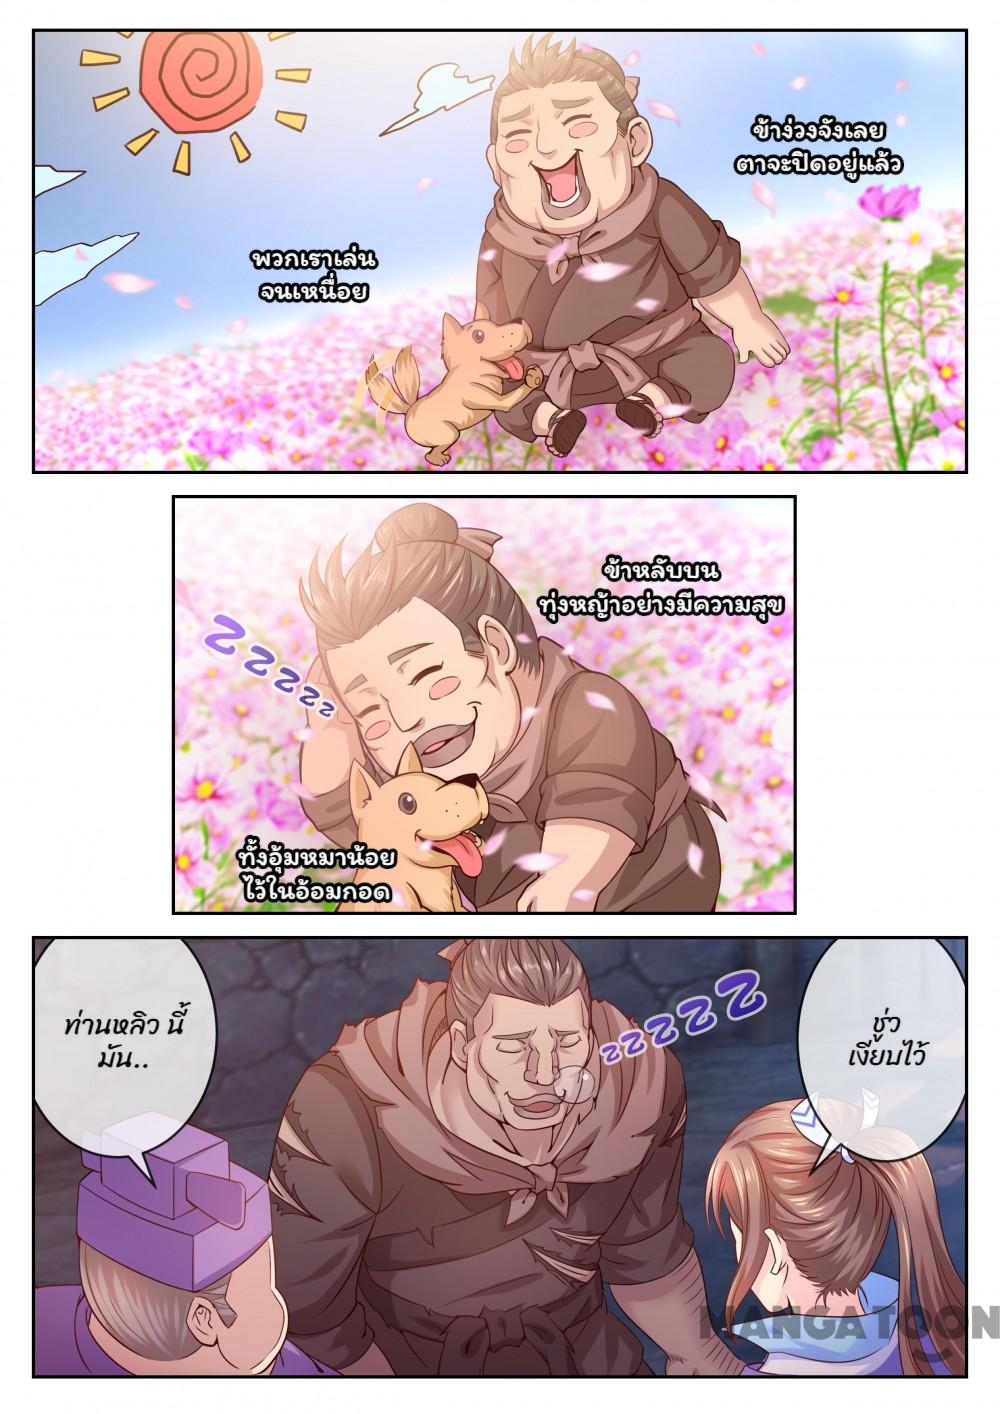 ข้าง่วงจังเลย
ตาจะปิดอยู่แล้ว
พวกเราเล่น
จนเหนื่อย
ข้าหลับบน
ทุ่งหญ้าอย่างมีความสุข
ZZZZZZ
ทั้งอุ้มหมาน้อย
ไว้ในอ้อมกอด
ท่านหลิว นี้
มัน..
ZZZZZZ
ชู่ว
เงียบไว้
MANGATOON